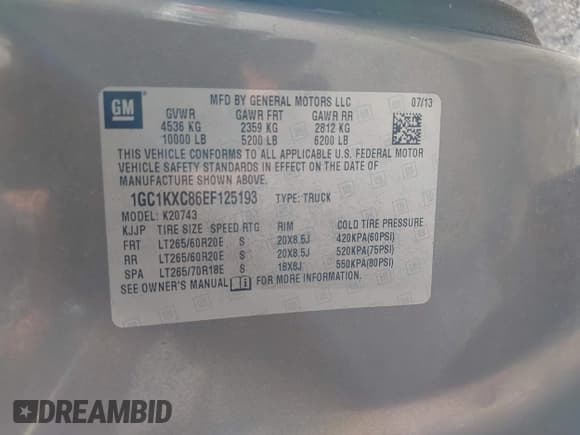 GM
MFD BY GENERAL MOTORS LLC 07/13
GVWR GAWR FRT GAWR RR
4536 KG 2359 KG 2812 KG
10000 LB 5200 LB 6200 LB
THIS VEHICLE CONFORMS TO ALL APPLICABLE U.S. FEDERAL MOTOR
VEHICLE SAFETY STANDARDS IN EFFECT ON THE DATE OF
MANUFACTURE SHOWN ABOVE.
1GC1KXC86EF125193 TYPE: TRUCK
MODEL: K20743
KJJP TIRE SIZE SPEED RTG RIM COLD TIRE PRESSURE
FRT LT265/60R20E S 20X8.5J 420KPA(60PSI)
RR LT265/60R20E S 20X8.5J 520KPA(75PSI)
SPA LT265/70R18E S 18X8J 550KPA(80PSI)
SEE OWNER'S MANUAL FOR MORE INFORMATION.
DREAMBID